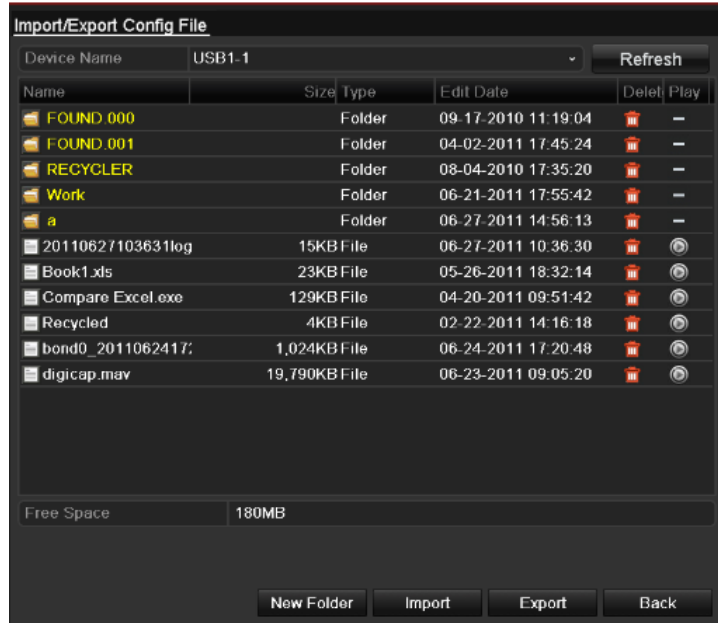 Import/Export Config File
Device Name USB1-1 Refresh
Name Size Type Edit Date Delet Play
FOUND.000 Folder 09-17-2010 11:19:04 –
FOUND.001 Folder 04-02-2011 17:45:24 –
RECYCLER Folder 08-04-2010 17:35:20 –
Work Folder 06-21-2011 17:55:42 –
a Folder 06-27-2011 14:56:13 –
20110627103631log 15KB File 06-27-2011 10:36:30
Book1.xls 23KB File 05-26-2011 18:32:14
Compare Excel.exe 129KB File 04-20-2011 09:51:42
Recycled 4KB File 02-22-2011 14:16:18
bond0_2011062417 1,024KB File 06-24-2011 17:20:48
digicap.mav 19,790KB File 06-23-2011 09:05:20
Free Space 180MB
New Folder Import Export Back